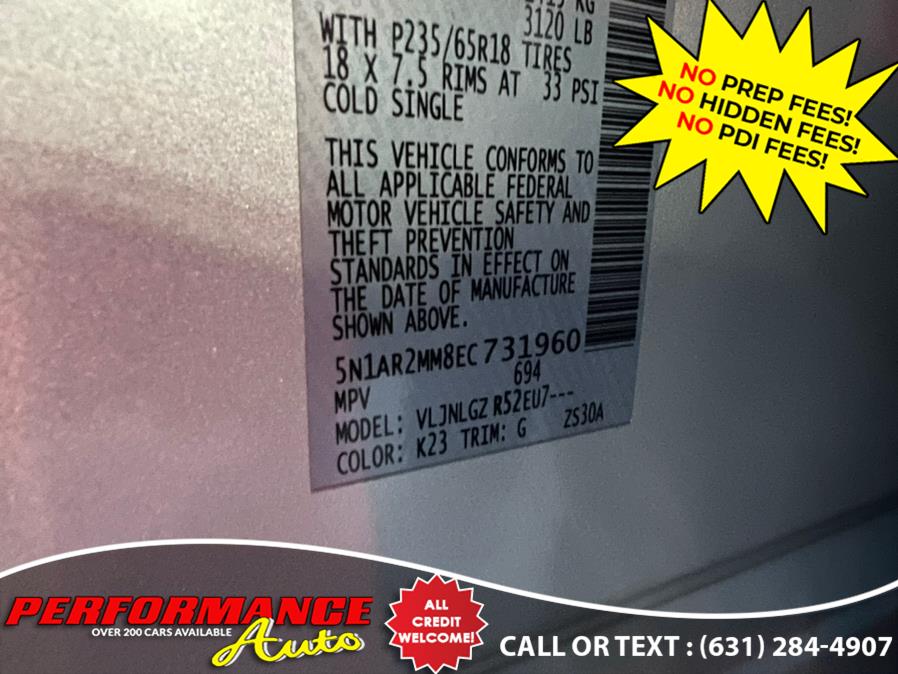 3120 LB
WITH P235/65R18 TIRES
18 X 7.5 RIMS AT 33 PSI
COLD SINGLE
THIS VEHICLE CONFORMS TO
ALL APPLICABLE FEDERAL
MOTOR VEHICLE SAFETY AND
THEFT PREVENTION
STANDARDS IN EFFECT ON
THE DATE OF MANUFACTURE
SHOWN ABOVE.
5N1AR2MM8EC731960
694
MPV
MODEL: VLJNLGZ R52EU7---
COLOR: K23 TRIM: G ZS30A
NO PREP FEES!
NO HIDDEN FEES!
NO PDI FEES!
PERFORMANCE
OVER 200 CARS AVAILABLE
Auto
ALL
CREDIT
WELCOME!
CALL OR TEXT : (631) 284-4907